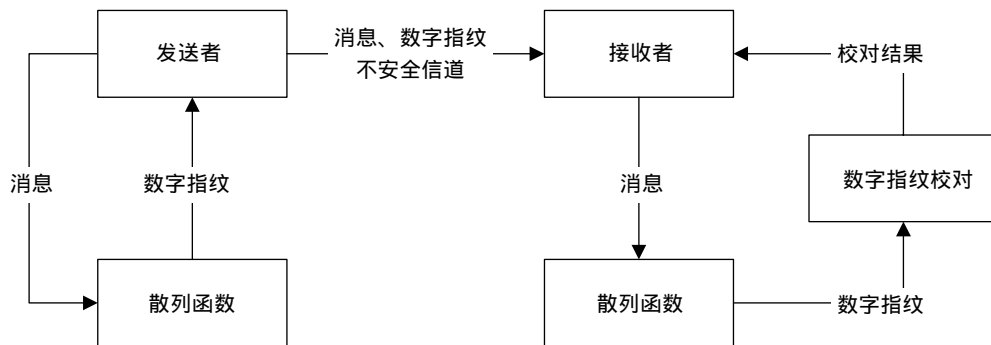 发送者
消息、数字指纹
不安全信道
接收者
校对结果
消息
数字指纹
消息
数字指纹校对
散列函数
散列函数
数字指纹